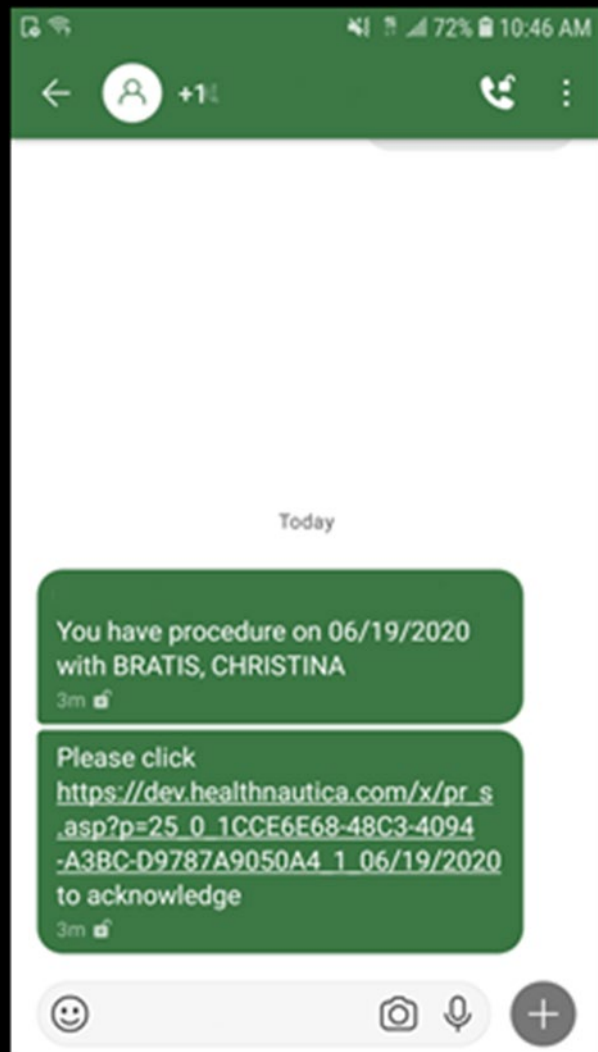 72% 10:46 AM
+1
Today
You have procedure on 06/19/2020
with BRATIS, CHRISTINA
3m
Please click
https://dev.healthnautica.com/x/pr_s
.asp?p=25_0_1CCE6E68-48C3-4094
-A3BC-D9787A9050A4_1_06/19/2020
to acknowledge
3m